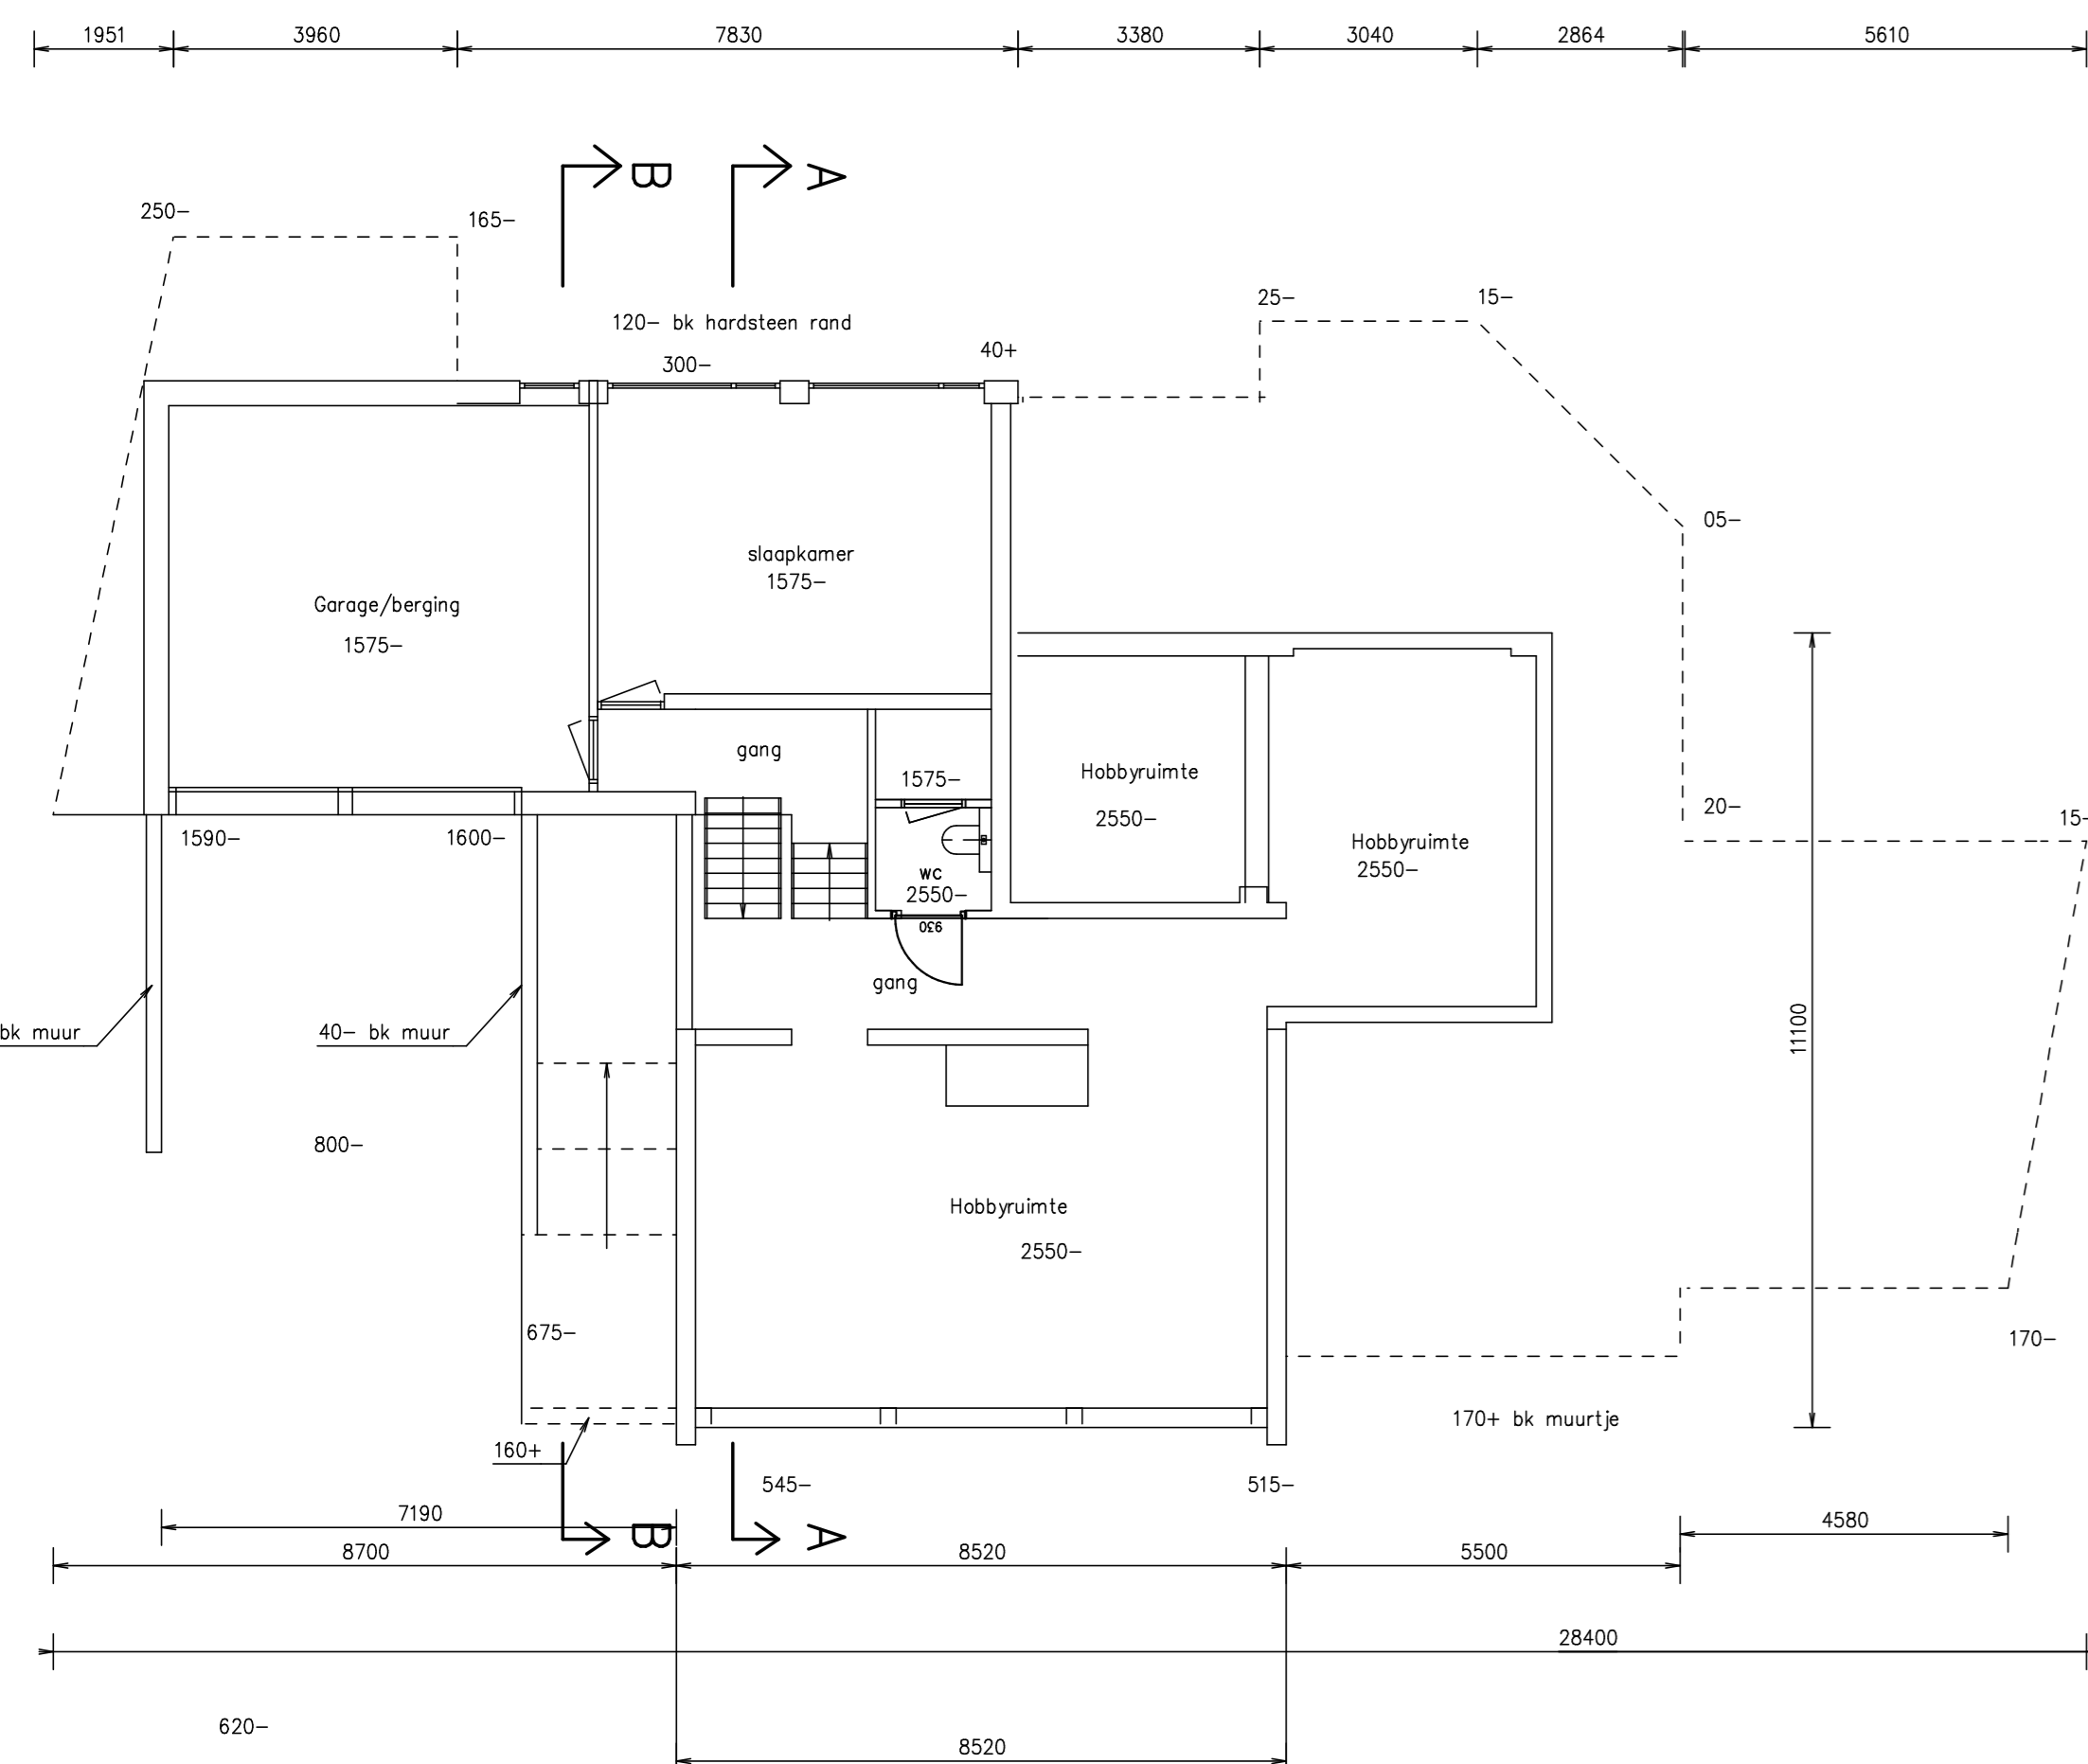 1951 3960 7830 3380 3040 2864 5610
B A
250- 165-
25- 15-
120- bk hardsteen rand
300- 40+
05-
slaapkamer
1575-
Garage/berging
1575-
gang
Hobbyruimte
2550-
1575-
20- 15-
1590- 1600-
Hobbyruimte
2550-
WC
2550-
930
gang
bk muur
40- bk muur
11100
800-
Hobbyruimte
2550-
675-
170-
170+ bk muurtje
160+
545- 515-
7190
B A
4580
8700 8520 5500
28400
620-
8520